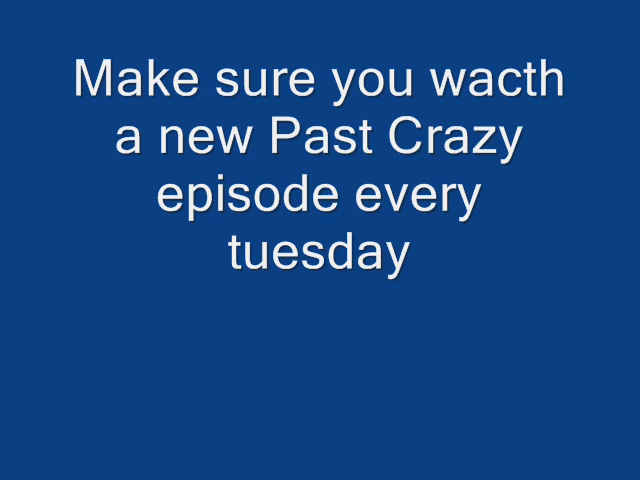 Make sure you wacth
a new Past Crazy
episode every
tuesday